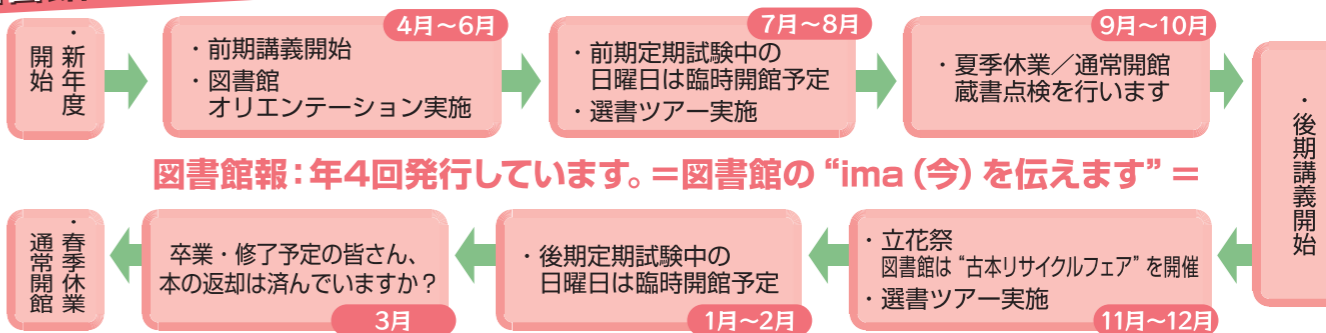 ・新年度
開始
4月～6月
・前期講義開始
・図書館
オリエンテーション実施
7月～8月
・前期定期試験中の
日曜日は臨時開館予定
・選書ツアー実施
9月～10月
・夏季休業／通常開館
蔵書点検を行います
・後期講義開始
図書館報：年4回発行しています。＝図書館の“ima（今）を伝えます”＝
・立花祭
図書館は“古本リサイクルフェア”を開催
・選書ツアー実施
11月～12月
・後期定期試験中の
日曜日は臨時開館予定
1月～2月
卒業・修了予定の皆さん、
本の返却は済んでいますか？
3月
・春季休業
通常開館